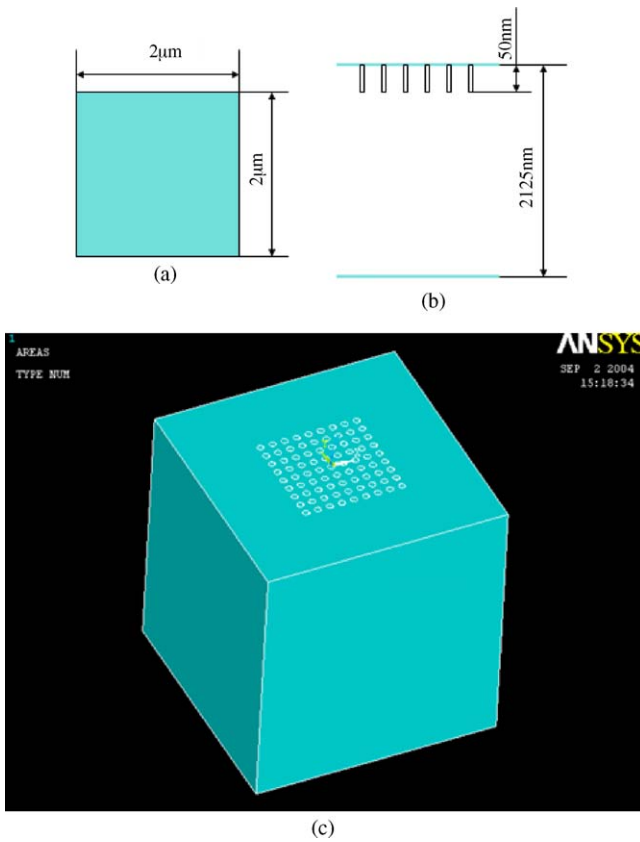 2μm
2μm
(a)
50nm
2125nm
(b)
1
AREAS
TYPE NUM
ANSYS
SEP 2 2004
15:18:34
(c)